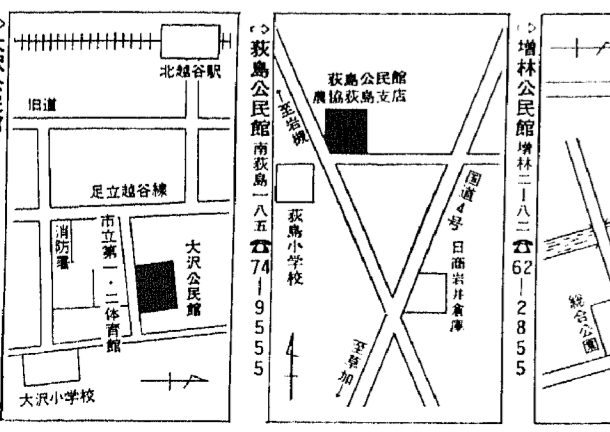 北越谷駅
旧道
足立越谷線
消防署
市立第一・二体育館
大沢公民館
大沢小学校
荻島公民館 南荻島一八五 ☎74-9555
荻島公民館
農協荻島支店
↑至岩槻
荻島小学校
国道4号
日商岩井倉庫
至草加↓
増林公民館 増林二-八二 ☎62-2855
総合公園